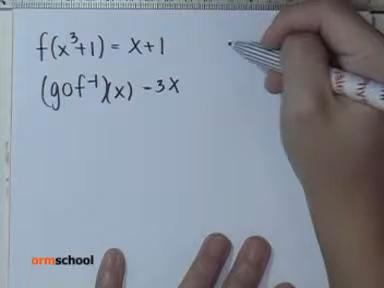 f(x³+1) = x+1
(gof⁻¹)(x) -3x
ormschool